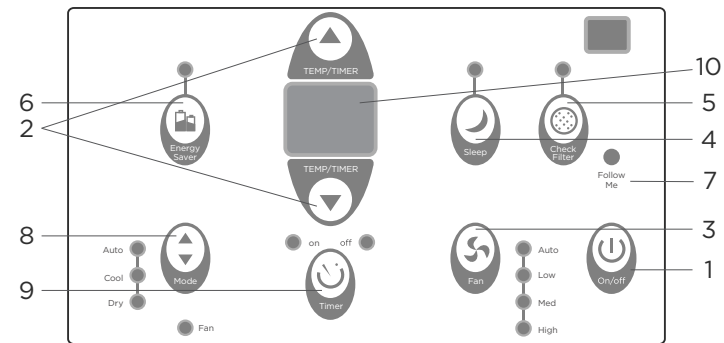 TEMP/TIMER
10
6
5
2
4
Energy
Saver
Sleep
Check
Filter
TEMP/TIMER
Follow
Me
7
8
3
Auto
on off
Auto
Cool
Mode
Fan
Low
On/off
1
9
Dry
Timer
Med
Fan
High